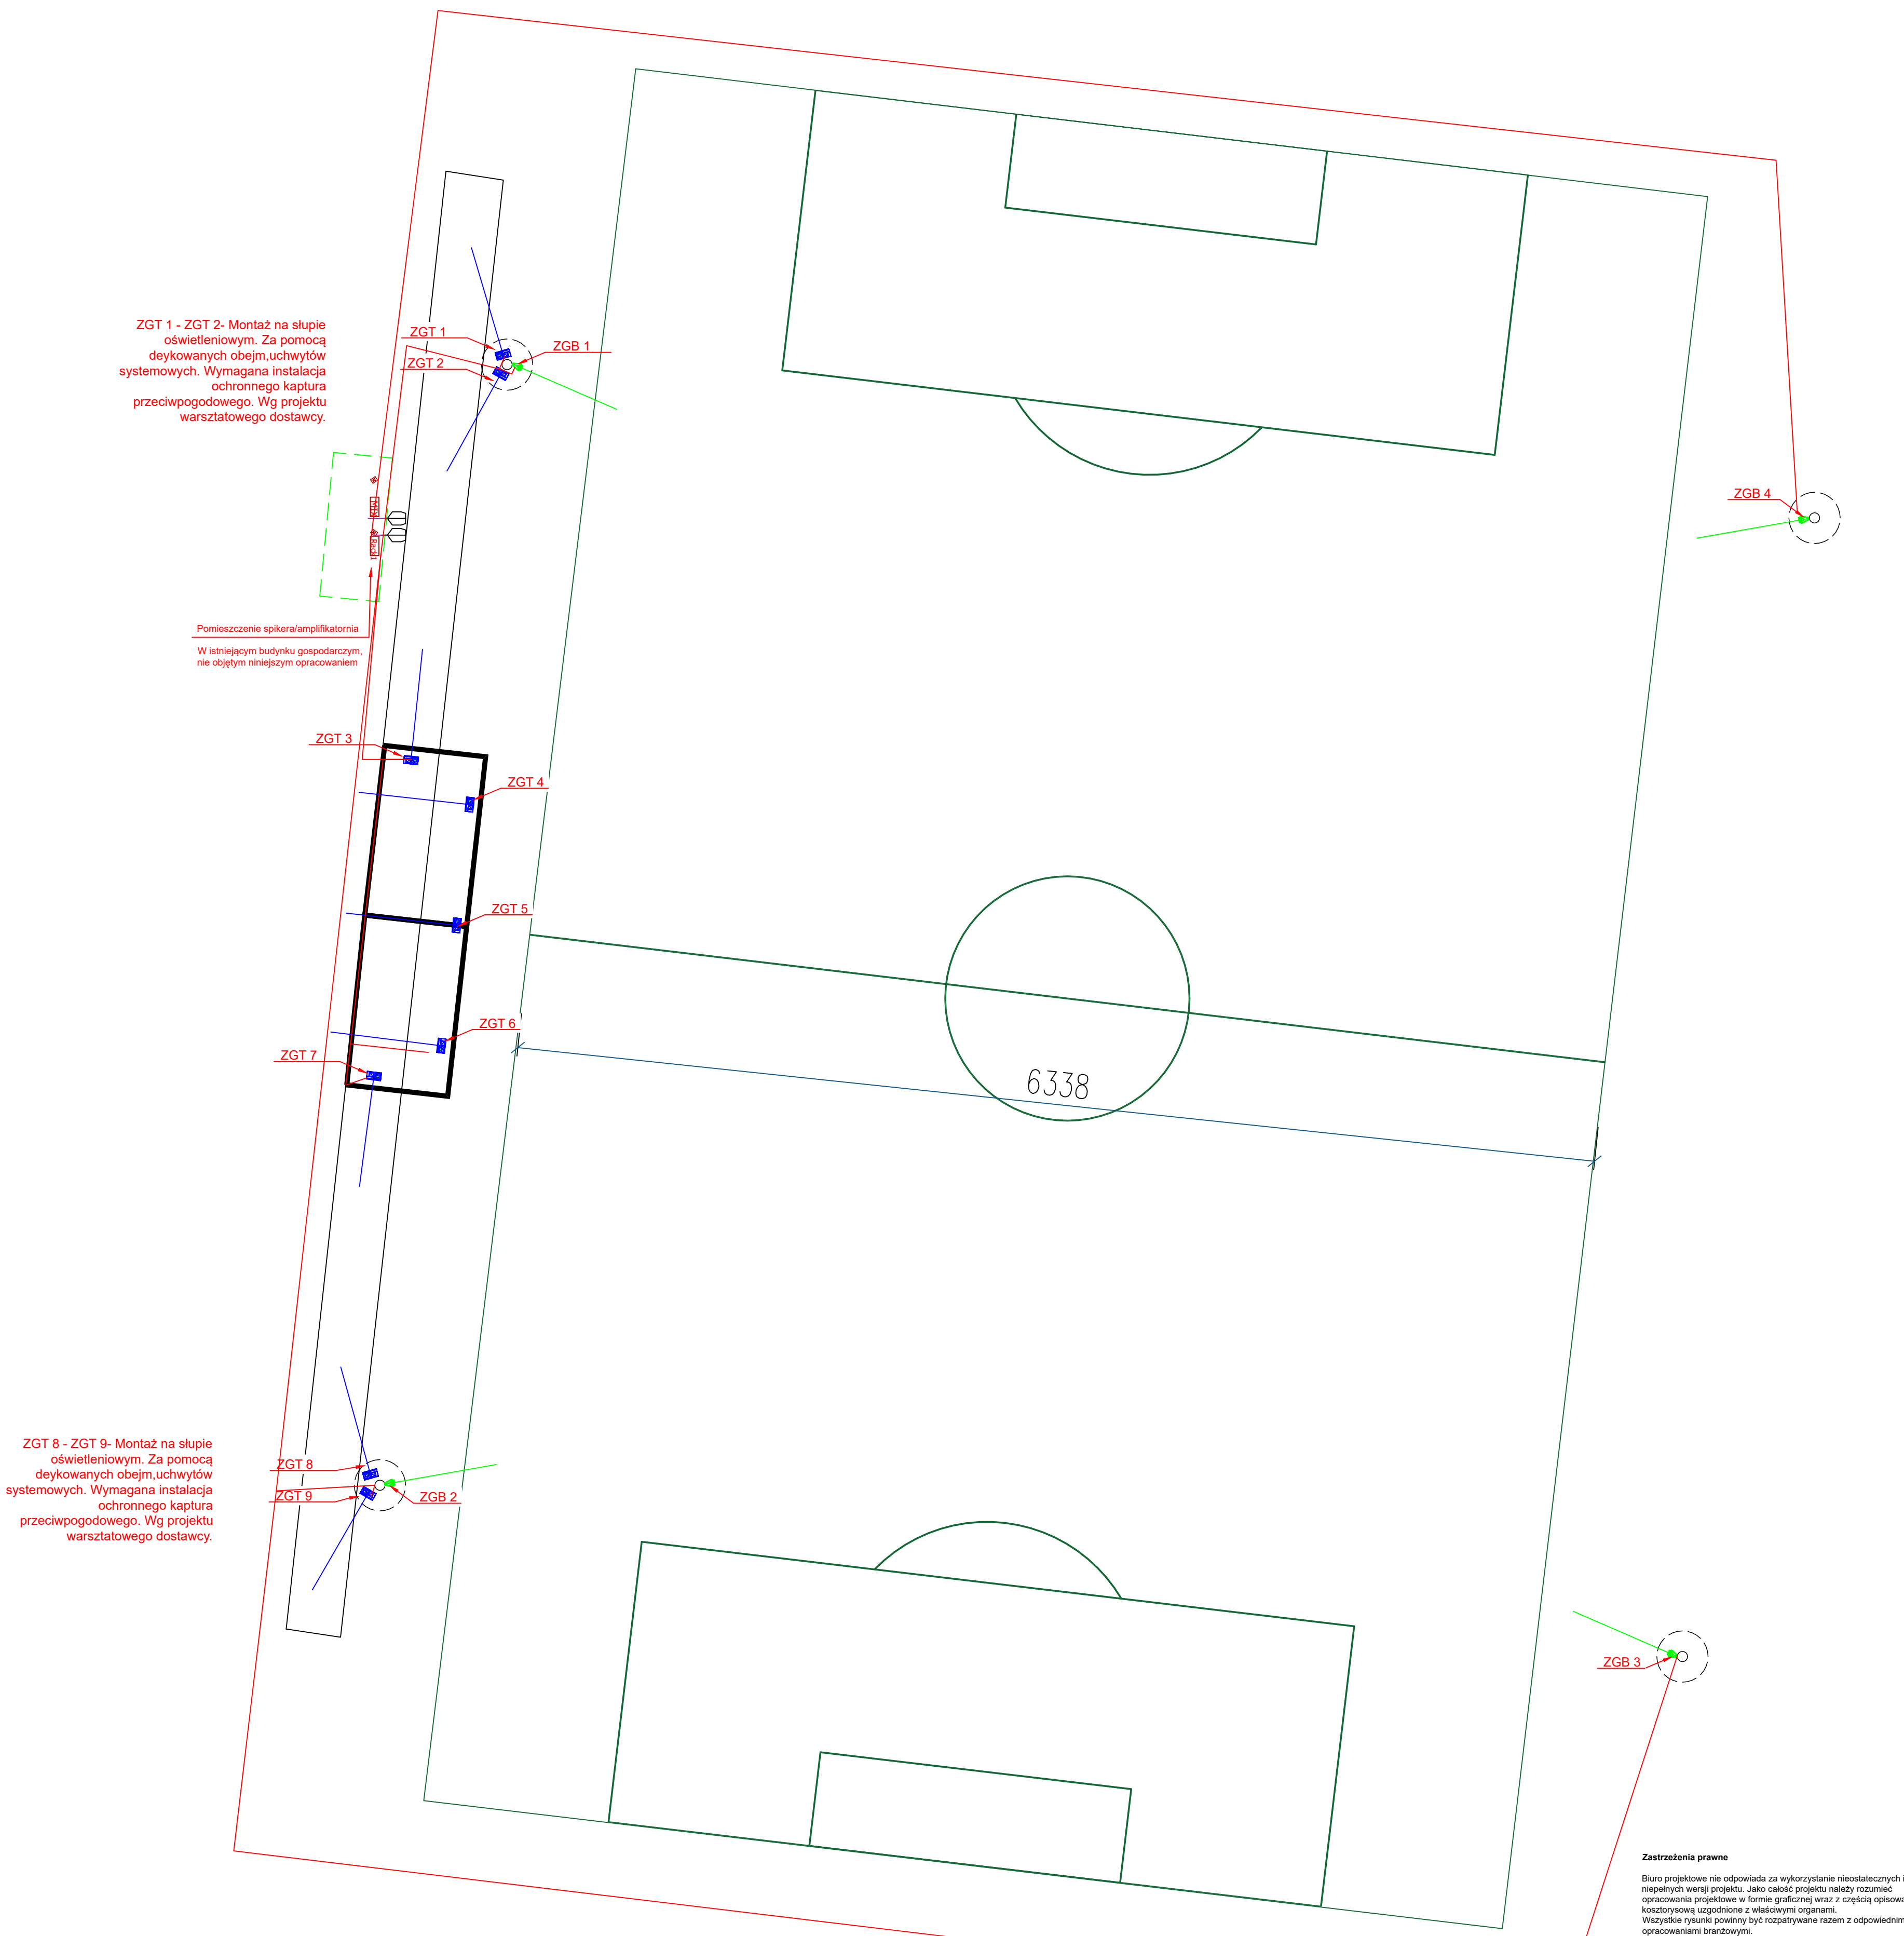 ZGT 1 - ZGT 2- Montaż na słupie
oświetleniowym. Za pomocą
deykowanych obejm,uchwytów
systemowych. Wymagana instalacja
ochronnego kaptura
przeciwpogodowego. Wg projektu
warsztatowego dostawcy.
ZGT 1
ZGT 2
ZGB 1
ZGB 4
Rack1
Pomieszczenie spikera/amplifikatornia
W istniejącym budynku gospodarczym,
nie objętym niniejszym opracowaniem
ZGT 3
ZGT 4
ZGT 5
ZGT 6
ZGT 7
6338
ZGT 8 - ZGT 9- Montaż na słupie
oświetleniowym. Za pomocą
deykowanych obejm,uchwytów
systemowych. Wymagana instalacja
ochronnego kaptura
przeciwpogodowego. Wg projektu
warsztatowego dostawcy.
ZGT 8
ZGT 9
ZGB 2
ZGB 3
Zastrzeżenia prawne
Biuro projektowe nie odpowiada za wykorzystanie nieostatecznych i
niepełnych wersji projektu. Jako całość projektu należy rozumieć
opracowania projektowe w formie graficznej wraz z częścią opisowa
kosztorysową uzgodnione z właściwymi organami.
Wszystkie rysunki powinny być rozpatrywane razem z odpowiednim
opracowaniami branżowymi.